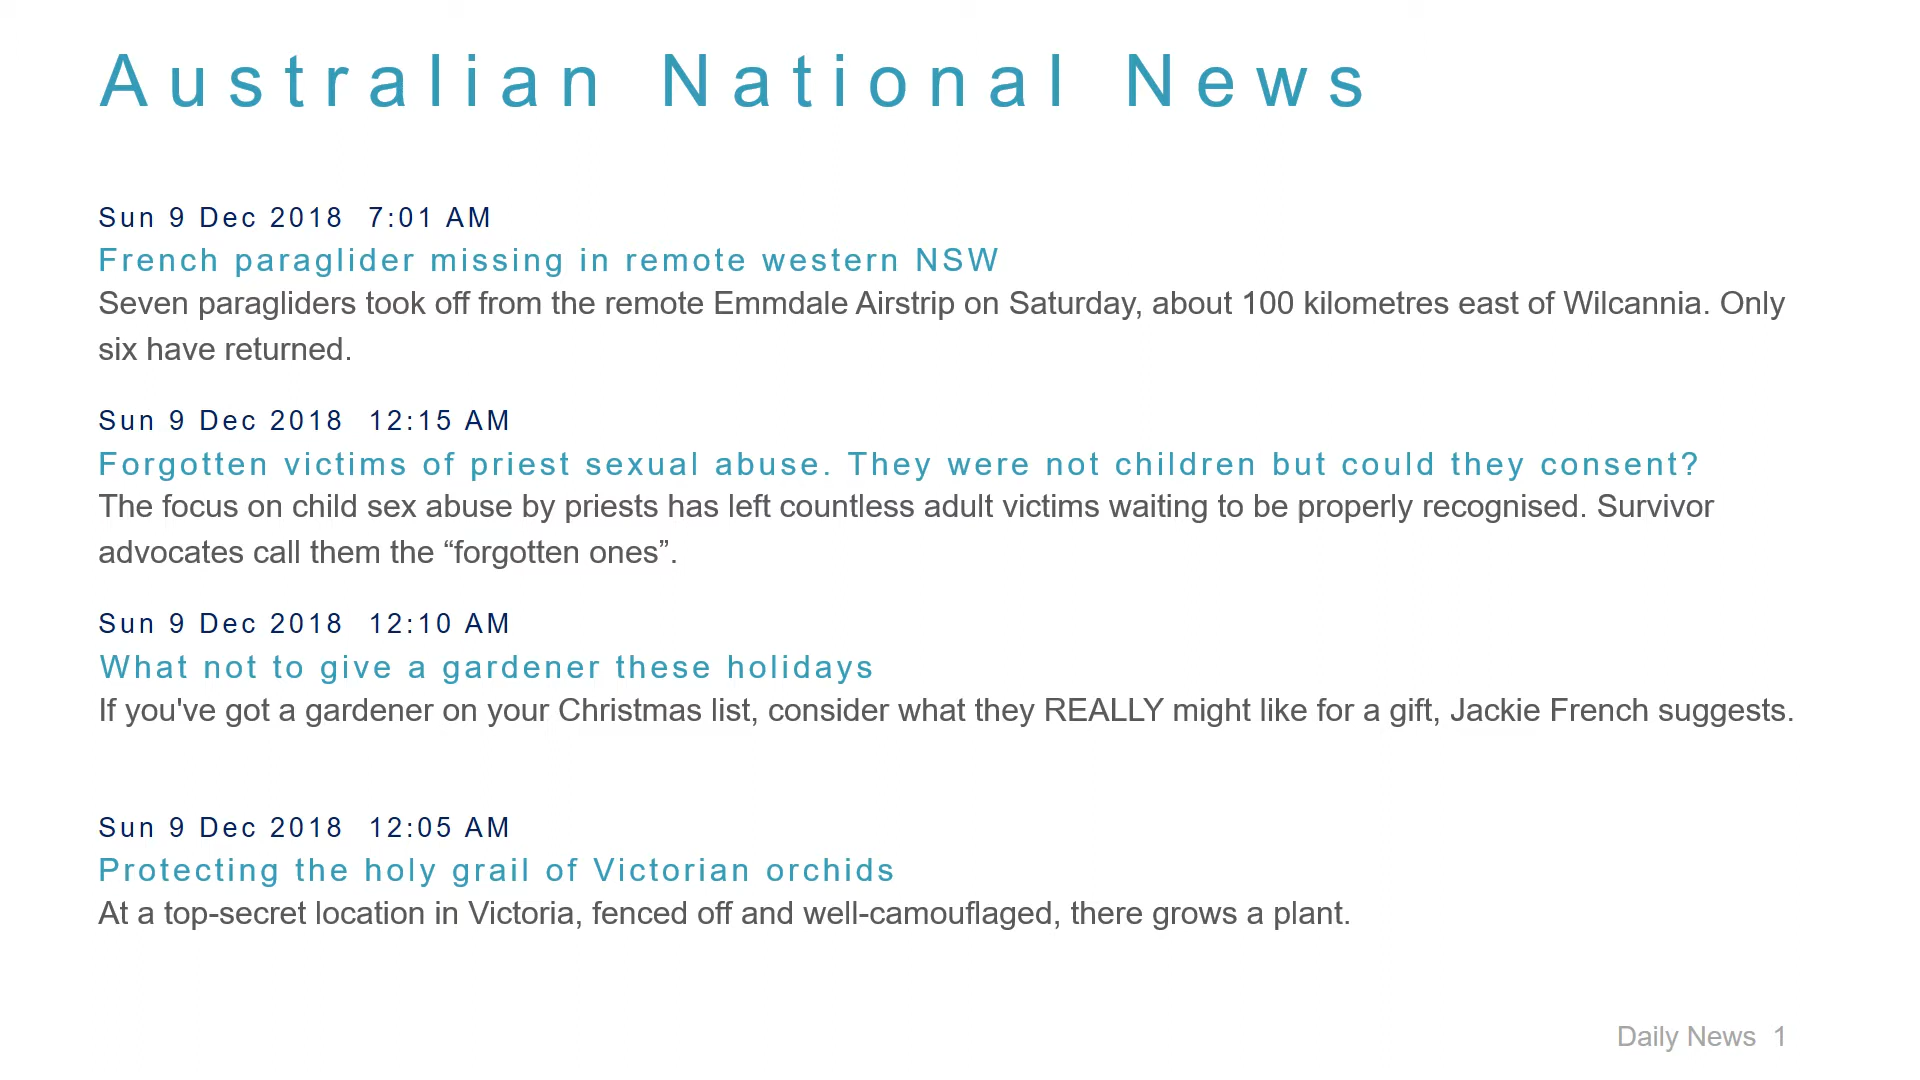 Australian National News
Sun 9 Dec 2018  7:01 AM
French paraglider missing in remote western NSW
Seven paragliders took off from the remote Emmdale Airstrip on Saturday, about 100 kilometres east of Wilcannia. Only
six have returned.
Sun 9 Dec 2018  12:15 AM
Forgotten victims of priest sexual abuse. They were not children but could they consent?
The focus on child sex abuse by priests has left countless adult victims waiting to be properly recognised. Survivor
advocates call them the “forgotten ones”.
Sun 9 Dec 2018  12:10 AM
What not to give a gardener these holidays
If you've got a gardener on your Christmas list, consider what they REALLY might like for a gift, Jackie French suggests.
Sun 9 Dec 2018  12:05 AM
Protecting the holy grail of Victorian orchids
At a top-secret location in Victoria, fenced off and well-camouflaged, there grows a plant.
Daily News  1